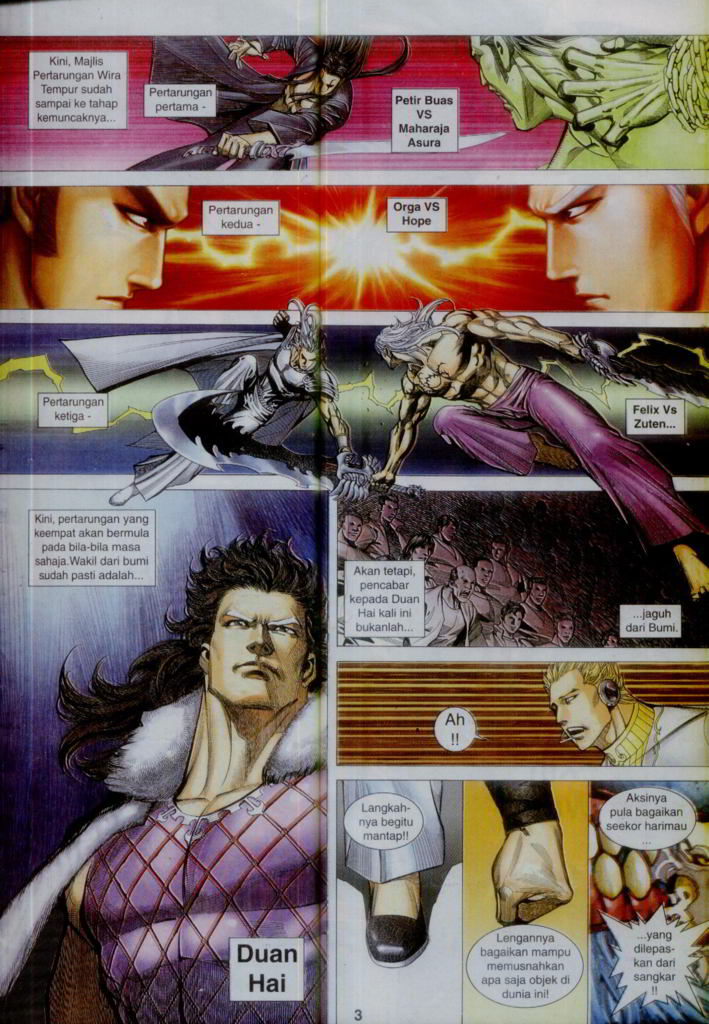 Kini, Majlis
Pertarungan Wira
Tempur sudah
sampai ke tahap
kemuncaknya...
Pertarungan
pertama -
Petir Buas
VS
Maharaja
Asura
Pertarungan
kedua -
Orga VS
Hope
Pertarungan
ketiga -
Felix Vs
Zuten...
Kini, pertarungan yang
keempat akan bermula
pada bila-bila masa
sahaja.Wakil dari bumi
sudah pasti adalah...
Duan
Hai
Akan tetapi,
pencabar
kepada Duan
Hai kali ini
bukanlah...
...jaguh
dari Bumi.
Ah
!!
Langkah-
nya begitu
mantap!!
Lengannya
bagaikan mampu
memusnahkan
apa saja objek di
dunia ini!
Aksinya
pula bagaikan
seekor harimau
...
...yang
dilepas-
kan dari
sangkar
!!
3